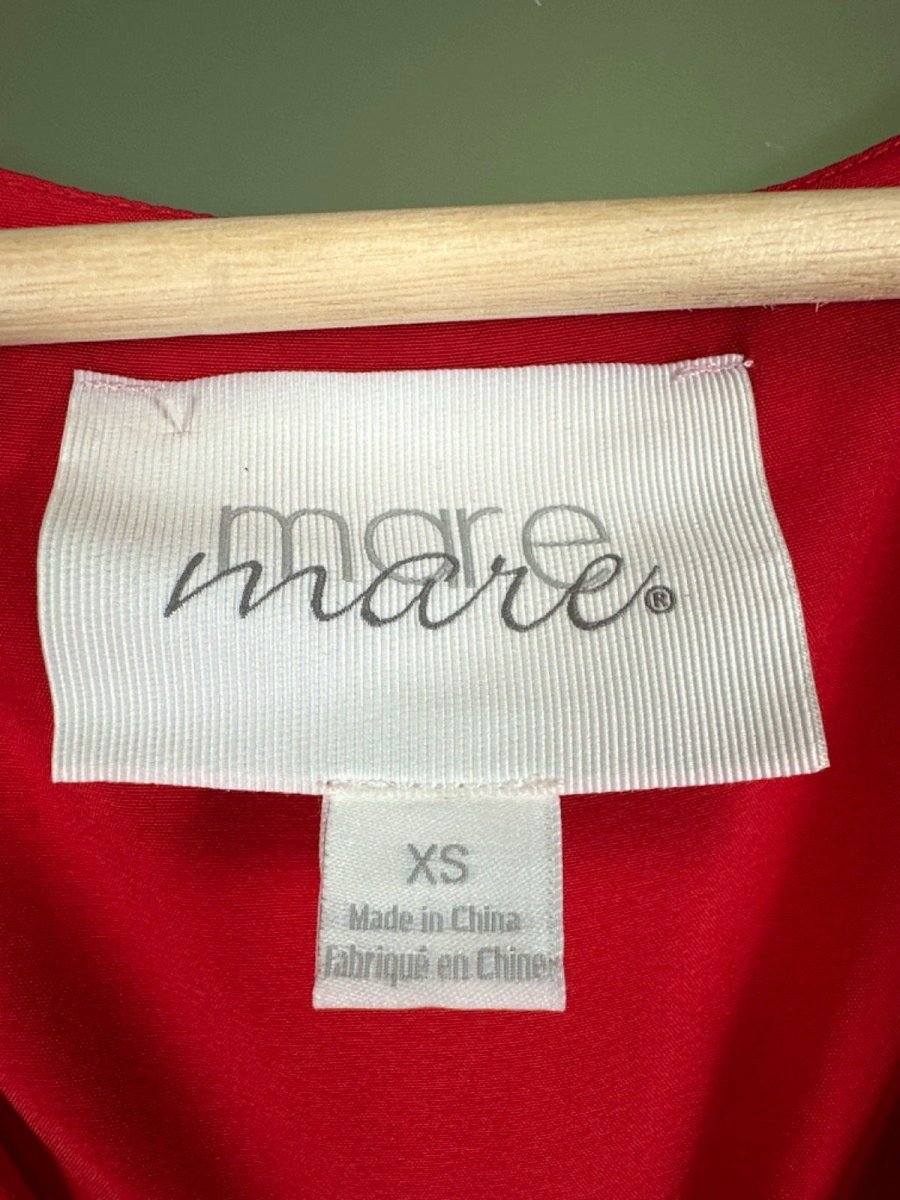 mare
mare®
XS
Made in China
Fabriqué en Chine